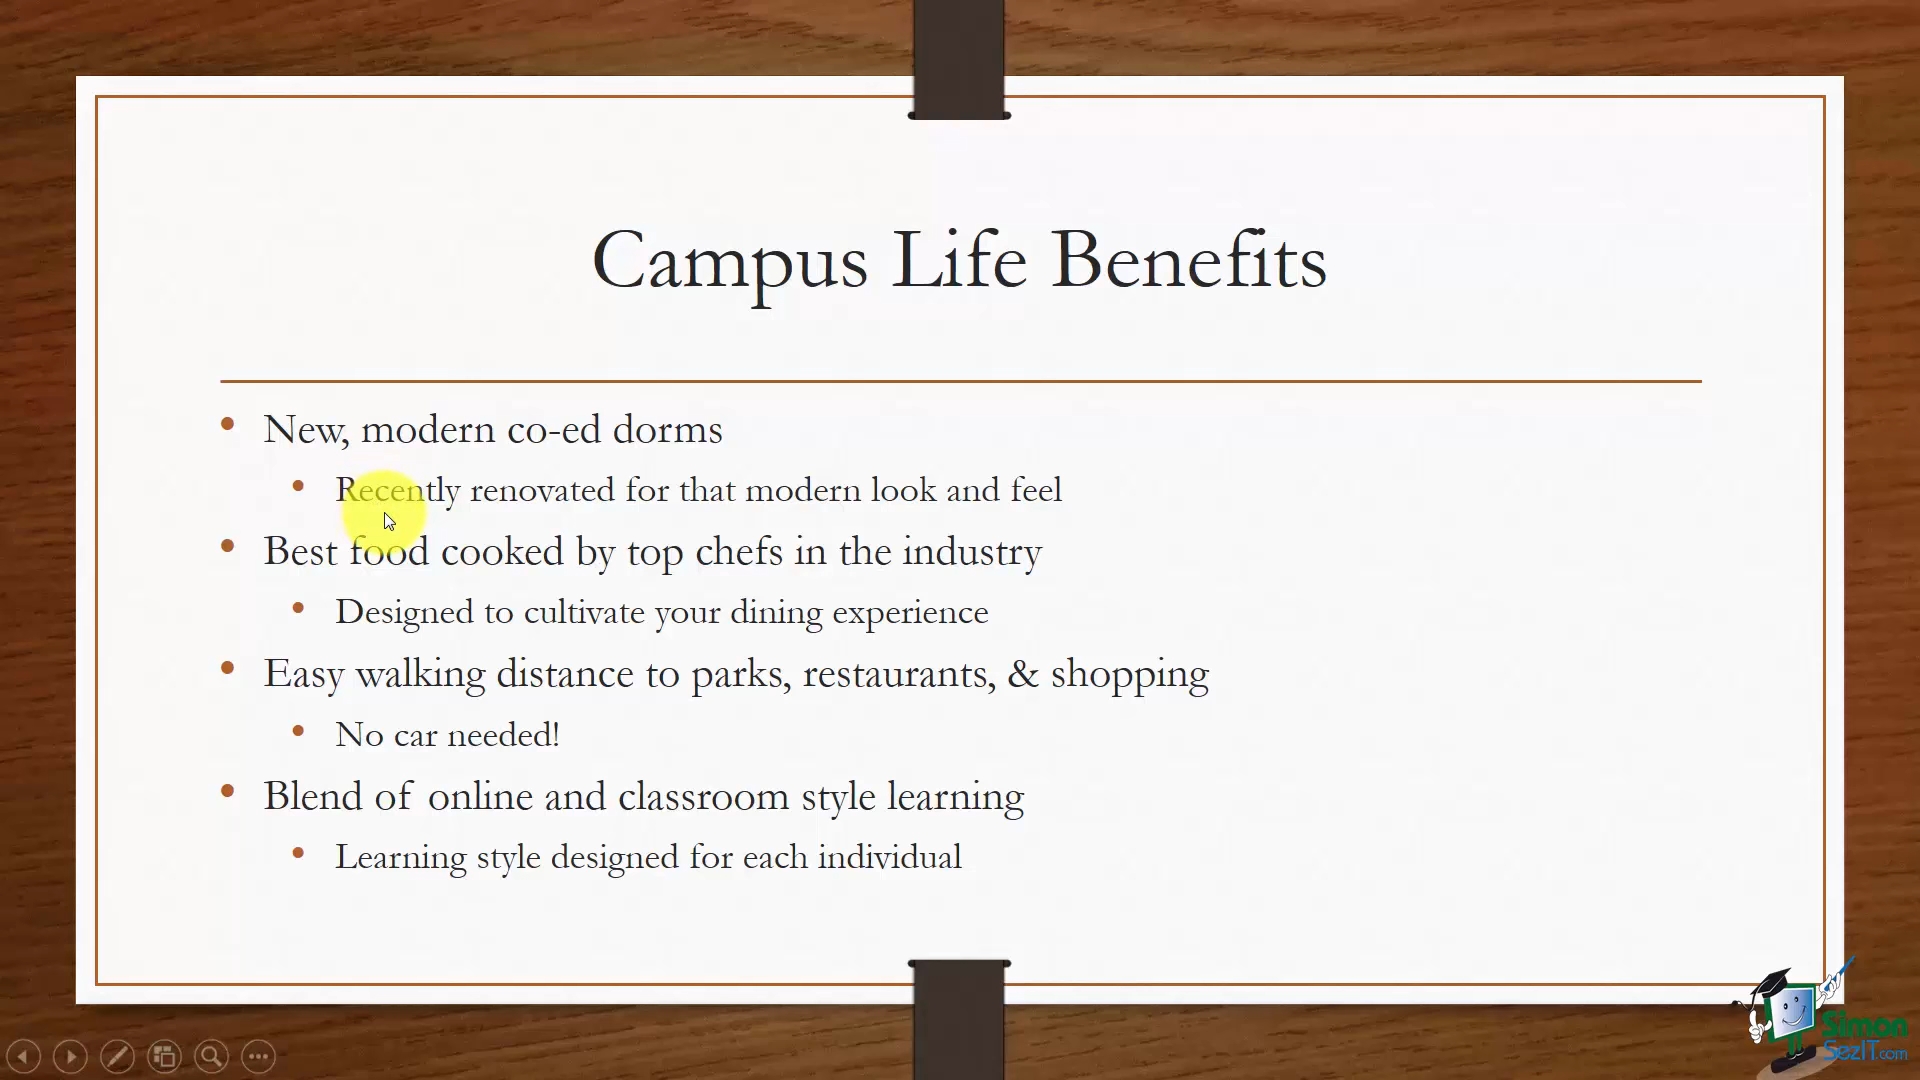 Campus Life Benefits
• New, modern co-ed dorms
• Recently renovated for that modern look and feel
• Best food cooked by top chefs in the industry
• Designed to cultivate your dining experience
• Easy walking distance to parks, restaurants, & shopping
• No car needed!
• Blend of online and classroom style learning
• Learning style designed for each individual
Simon
SezIT.com